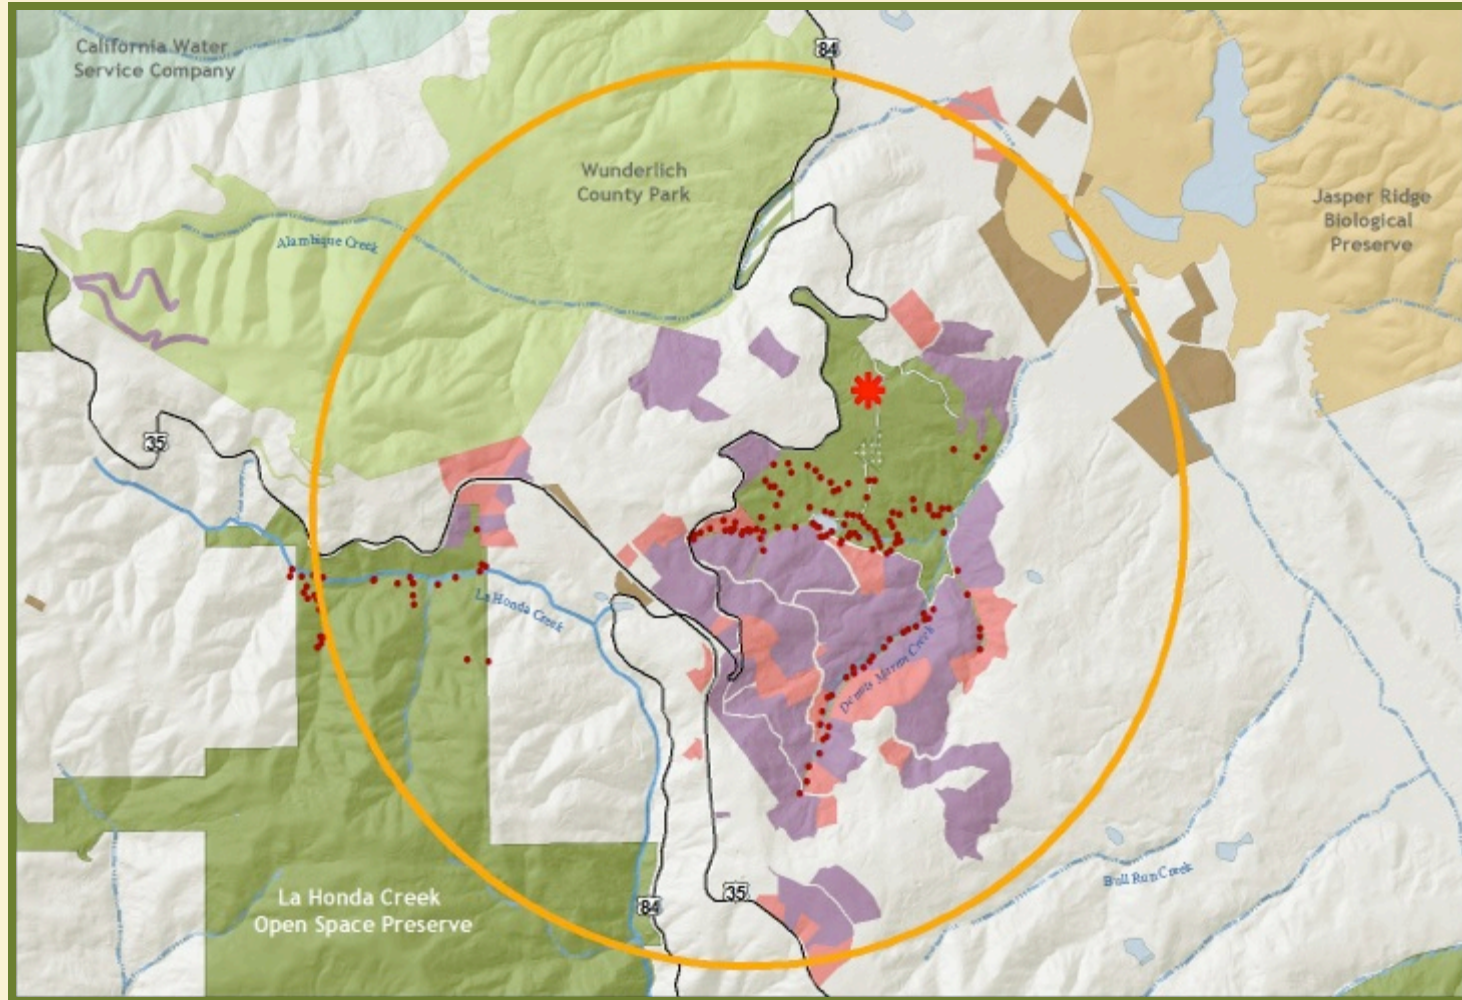 California Water
Service Company
84
Wunderlich
County Park
Jasper Ridge
Biological
Preserve
Alambique Creek
35
La Honda Creek
Dennis Martin Creek
Bull Run Creek
La Honda Creek
Open Space Preserve
84
35